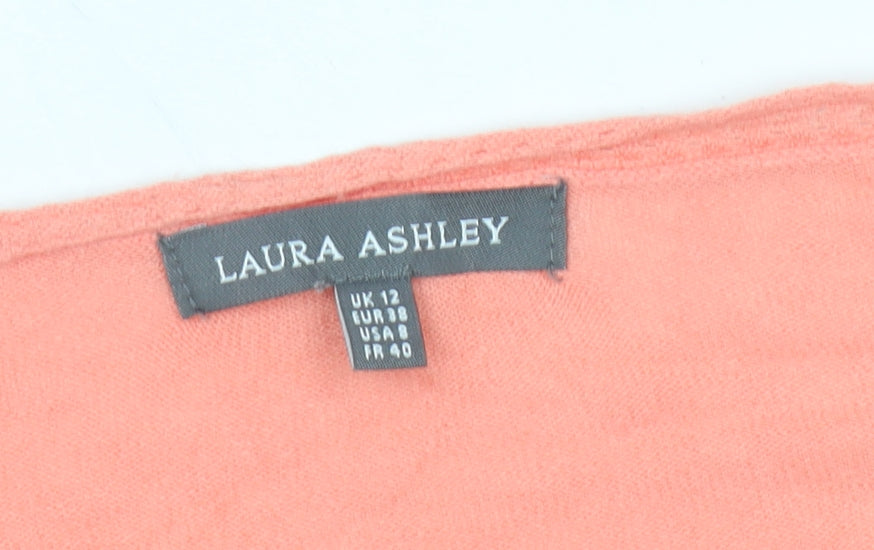 LAURA ASHLEY
UK 12
EUR 38
USA 8
FR 40